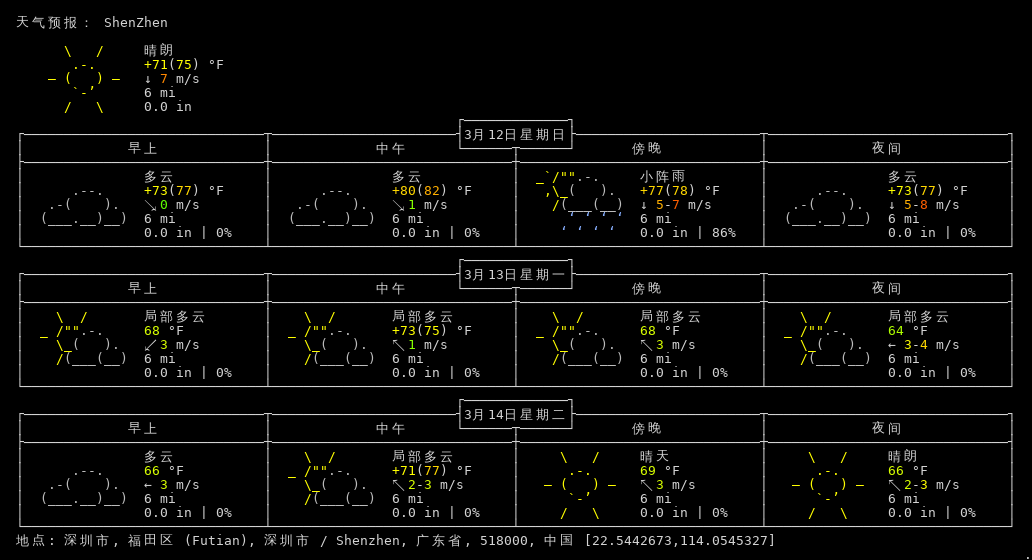 天气预报： ShenZhen
晴朗
+71(75) °F
↓ 7 m/s
6 mi
0.0 in
3月12日星期日
早上 中午 傍晚 夜间
多云 多云 小阵雨 多云
+73(77) °F +80(82) °F +77(78) °F +73(77) °F
↘ 0 m/s ↘ 1 m/s ↓ 5-7 m/s ↓ 5-8 m/s
6 mi 6 mi 6 mi 6 mi
0.0 in | 0% 0.0 in | 0% 0.0 in | 86% 0.0 in | 0%
3月13日星期一
早上 中午 傍晚 夜间
局部多云 局部多云 局部多云 局部多云
68 °F +73(75) °F 68 °F 64 °F
↙ 3 m/s ↖ 1 m/s ↖ 3 m/s ← 3-4 m/s
6 mi 6 mi 6 mi 6 mi
0.0 in | 0% 0.0 in | 0% 0.0 in | 0% 0.0 in | 0%
3月14日星期二
早上 中午 傍晚 夜间
多云 局部多云 晴天 晴朗
66 °F +71(77) °F 69 °F 66 °F
← 3 m/s ↖ 2-3 m/s ↖ 3 m/s ↖ 2-3 m/s
6 mi 6 mi 6 mi 6 mi
0.0 in | 0% 0.0 in | 0% 0.0 in | 0% 0.0 in | 0%
地点: 深圳市, 福田区 (Futian), 深圳市 / Shenzhen, 广东省, 518000, 中国 [22.5442673,114.0545327]